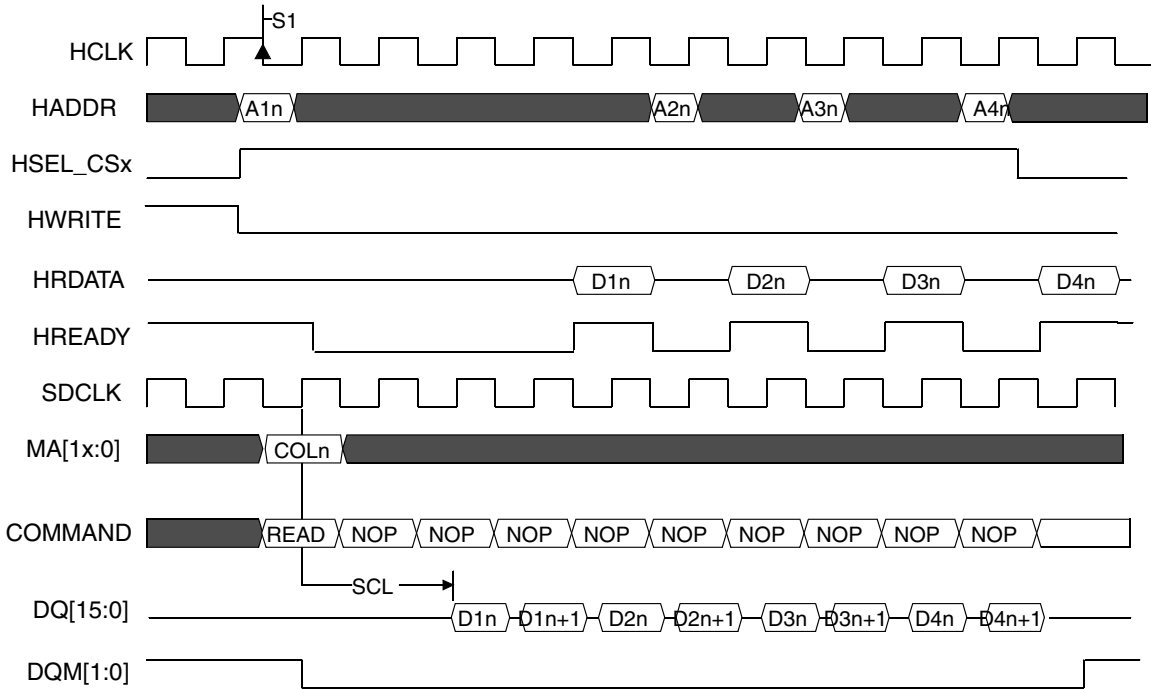 S1
HCLK
HADDR A1n A2n A3n A4n
HSEL_CSx
HWRITE
HRDATA D1n D2n D3n D4n
HREADY
SDCLK
MA[1x:0] COLn
COMMAND READ NOP NOP NOP NOP NOP NOP NOP NOP NOP
SCL
DQ[15:0] D1n D1n+1 D2n D2n+1 D3n D3n+1 D4n D4n+1
DQM[1:0]